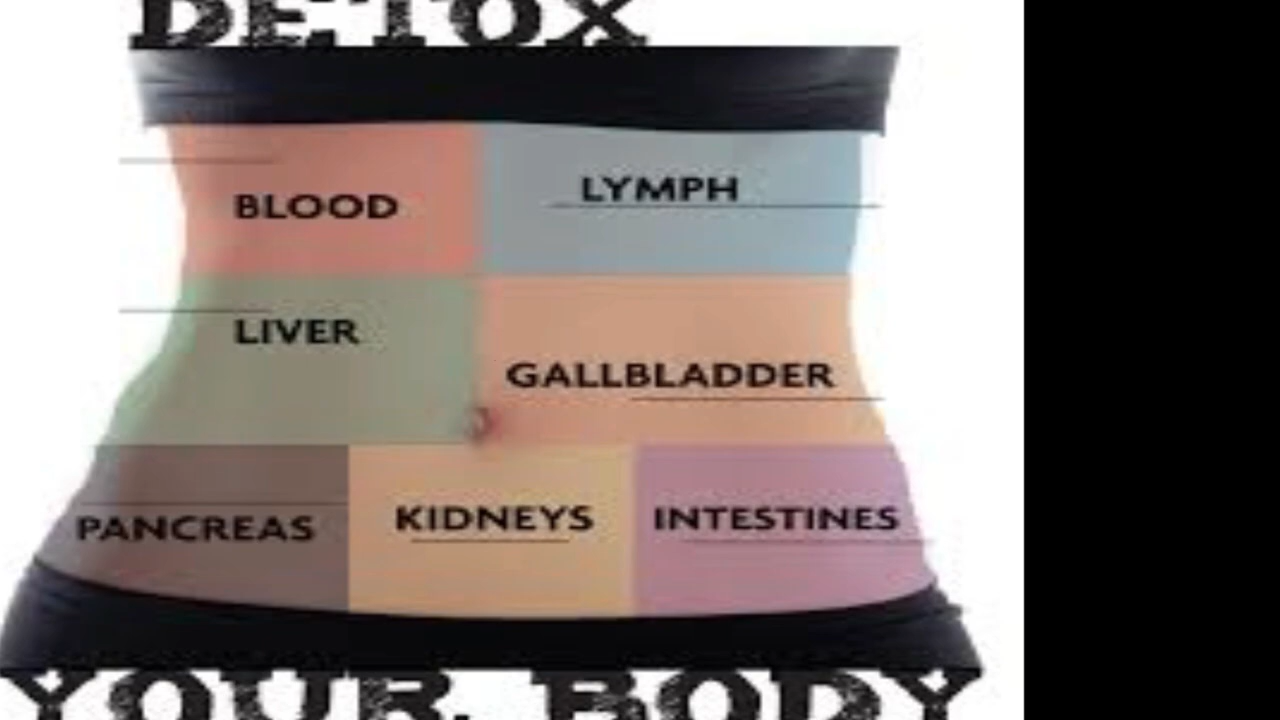 DETOX
BLOOD
LYMPH
LIVER
GALLBLADDER
PANCREAS
KIDNEYS
INTESTINES
YOUR BODY